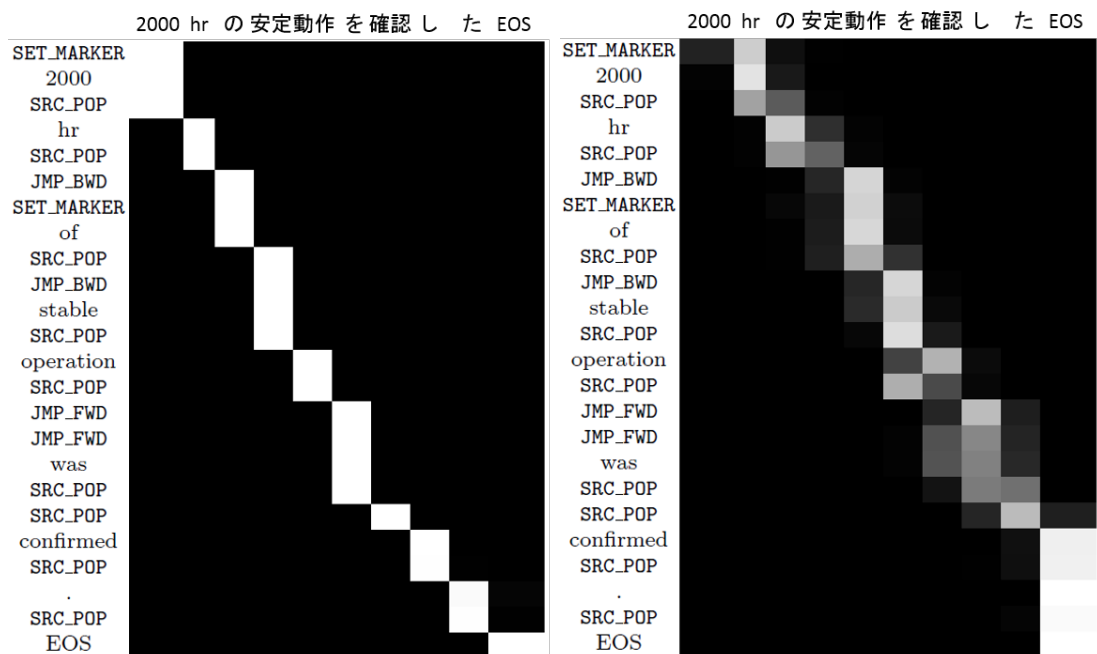 2000 hr の 安定 動作 を 確認 し た EOS
SET_MARKER
2000
SRC_POP
hr
SRC_POP
JMP_BWD
SET_MARKER
of
SRC_POP
JMP_BWD
stable
SRC_POP
operation
SRC_POP
JMP_FWD
JMP_FWD
was
SRC_POP
SRC_POP
confirmed
SRC_POP
.
SRC_POP
EOS
2000 hr の 安定 動作 を 確認 し た EOS
SET_MARKER
2000
SRC_POP
hr
SRC_POP
JMP_BWD
SET_MARKER
of
SRC_POP
JMP_BWD
stable
SRC_POP
operation
SRC_POP
JMP_FWD
JMP_FWD
was
SRC_POP
SRC_POP
confirmed
SRC_POP
.
SRC_POP
EOS